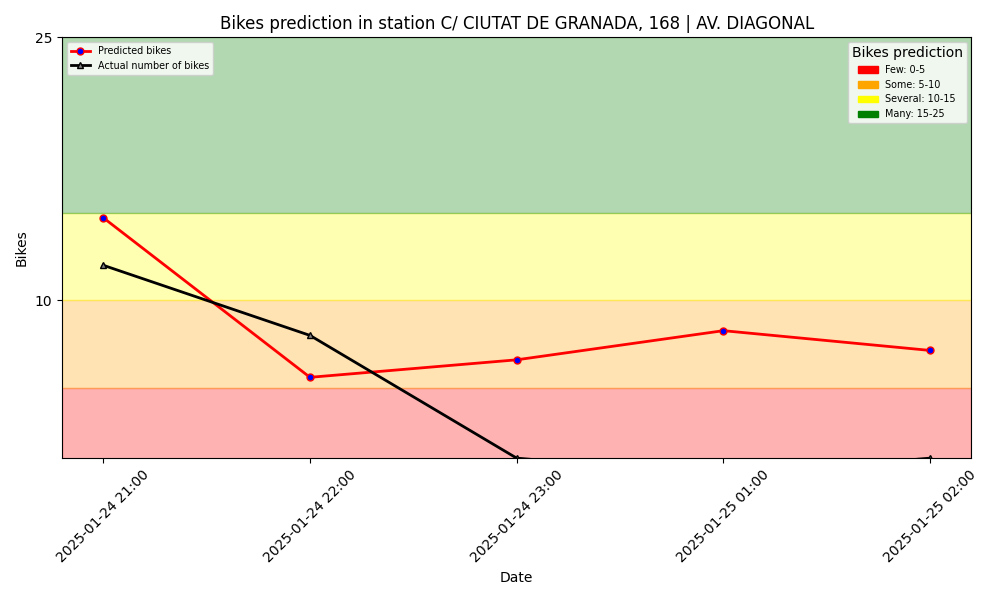 Bikes prediction in station C/ CIUTAT DE GRANADA, 168 | AV. DIAGONAL
25
Predicted bikes
Actual number of bikes
Bikes prediction
Few: 0-5
Some: 5-10
Several: 10-15
Many: 15-25
Bikes
10
2025-01-24 21:00
2025-01-24 22:00
2025-01-24 23:00
2025-01-25 01:00
2025-01-25 02:00
Date